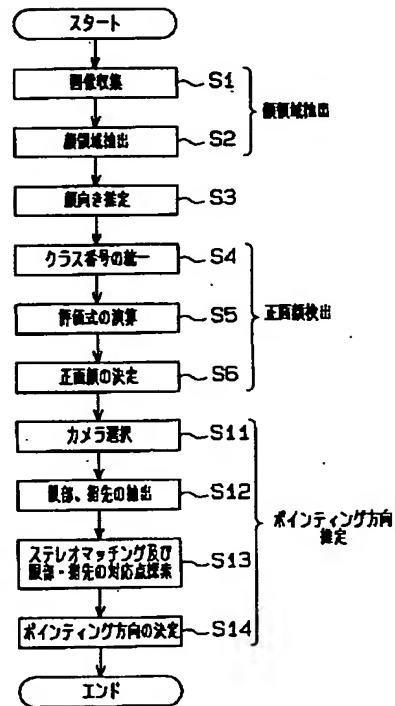 スタート
画像収集
S1
顔領域抽出
S2
顔領域抽出
顔向き推定
S3
クラス番号の統一
S4
評価式の演算
S5
正面顔検出
正面顔の決定
S6
カメラ選択
S11
眼部、指先の抽出
S12
ポインティング方向
推定
ステレオマッチング及び
眼部・指先の対応点探索
S13
ポインティング方向の決定
S14
エンド